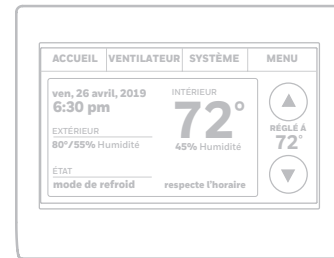 ACCUEIL VENTILATEUR SYSTÈME MENU
ven, 26 avril, 2019
6:30 pm
INTÉRIEUR
72°
45% Humidité
EXTÉRIEUR
80°/55% Humidité
ÉTAT
mode de refroid
respecte l'horaire
RÉGLÉ À
72°